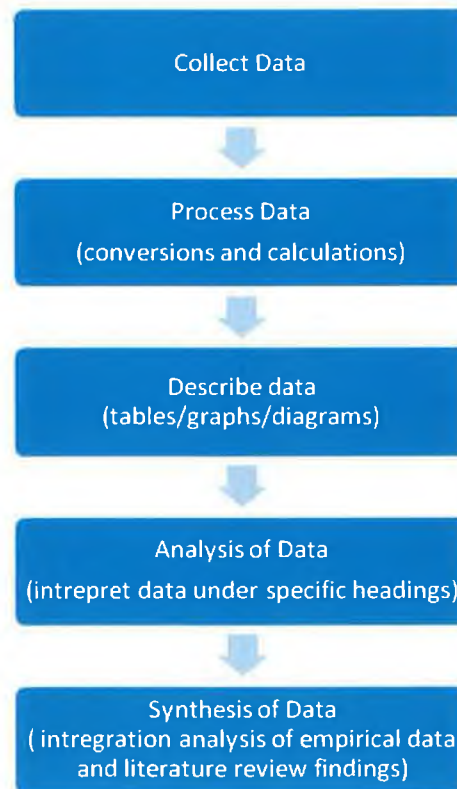 Collect Data
Process Data
(conversions and calculations)
Describe data
(tables/graphs/diagrams)
Analysis of Data
(intrepret data under specific headings)
Synthesis of Data
( intregration analysis of empirical data
and literature review findings)